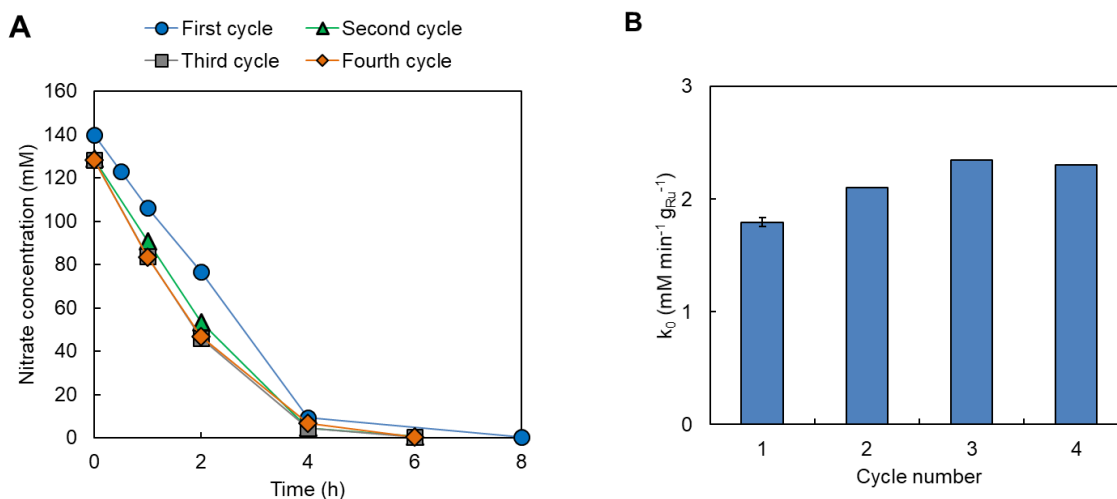 A
First cycle
Second cycle
Third cycle
Fourth cycle
160
140
120
100
80
60
40
20
0
Nitrate concentration (mM)
0 2 4 6 8
Time (h)
B
3
2
1
0
k₀ (mM min⁻¹ g_Ru⁻¹)
1 2 3 4
Cycle number